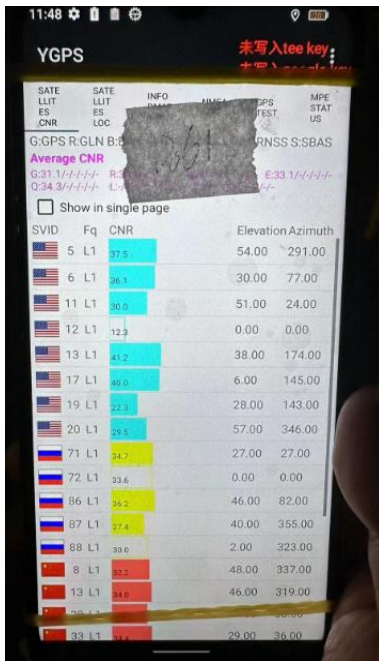 11:48
YGPS
未写入tee key
SATE
LLIT
ES
CNR
SATE
LLIT
ES
LOC
INFO
MPE
STAT
US
G:GPS R:GLN
S:SBAS
Average CNR
G:31.1/-/-/-/-/-
E:33.1/-/-/-/-
Q:34.3/-/-/-/-/-
Show in single page
SVID Fq CNR Elevation Azimuth
5 L1 37.5 54.00 291.00
6 L1 36.1 30.00 77.00
11 L1 30.0 51.00 24.00
12 L1 12.3 0.00 0.00
13 L1 41.2 38.00 174.00
17 L1 40.0 6.00 145.00
19 L1 22.3 28.00 143.00
20 L1 29.5 57.00 346.00
71 L1 34.7 27.00 27.00
72 L1 33.6 0.00 0.00
86 L1 36.2 46.00 82.00
87 L1 27.4 40.00 355.00
88 L1 30.0 2.00 323.00
8 L1 32.2 48.00 337.00
13 L1 34.0 46.00 319.00
33 L1 29.00 36.00